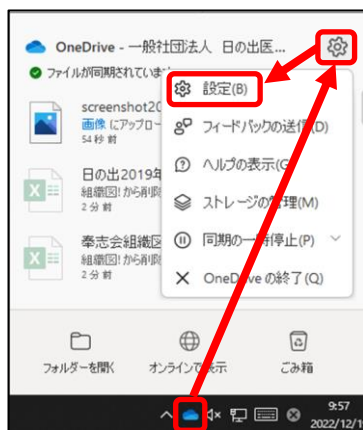 OneDrive - 一般社団法人 日の出医...
ファイルが同期されていま
設定(B)
screenshot20
画像 にアップロー
54 秒 前
フィードバックの送信(D)
ヘルプの表示(G)
日の出2019年
組織図! から削除
2 分 前
ストレージの管理(M)
同期の一時停止(P)
奉志会組織図
組織図! から削除
2 分 前
OneDrive の終了(Q)
フォルダーを開く オンラインで表示 ごみ箱
9:57
2022/12/1